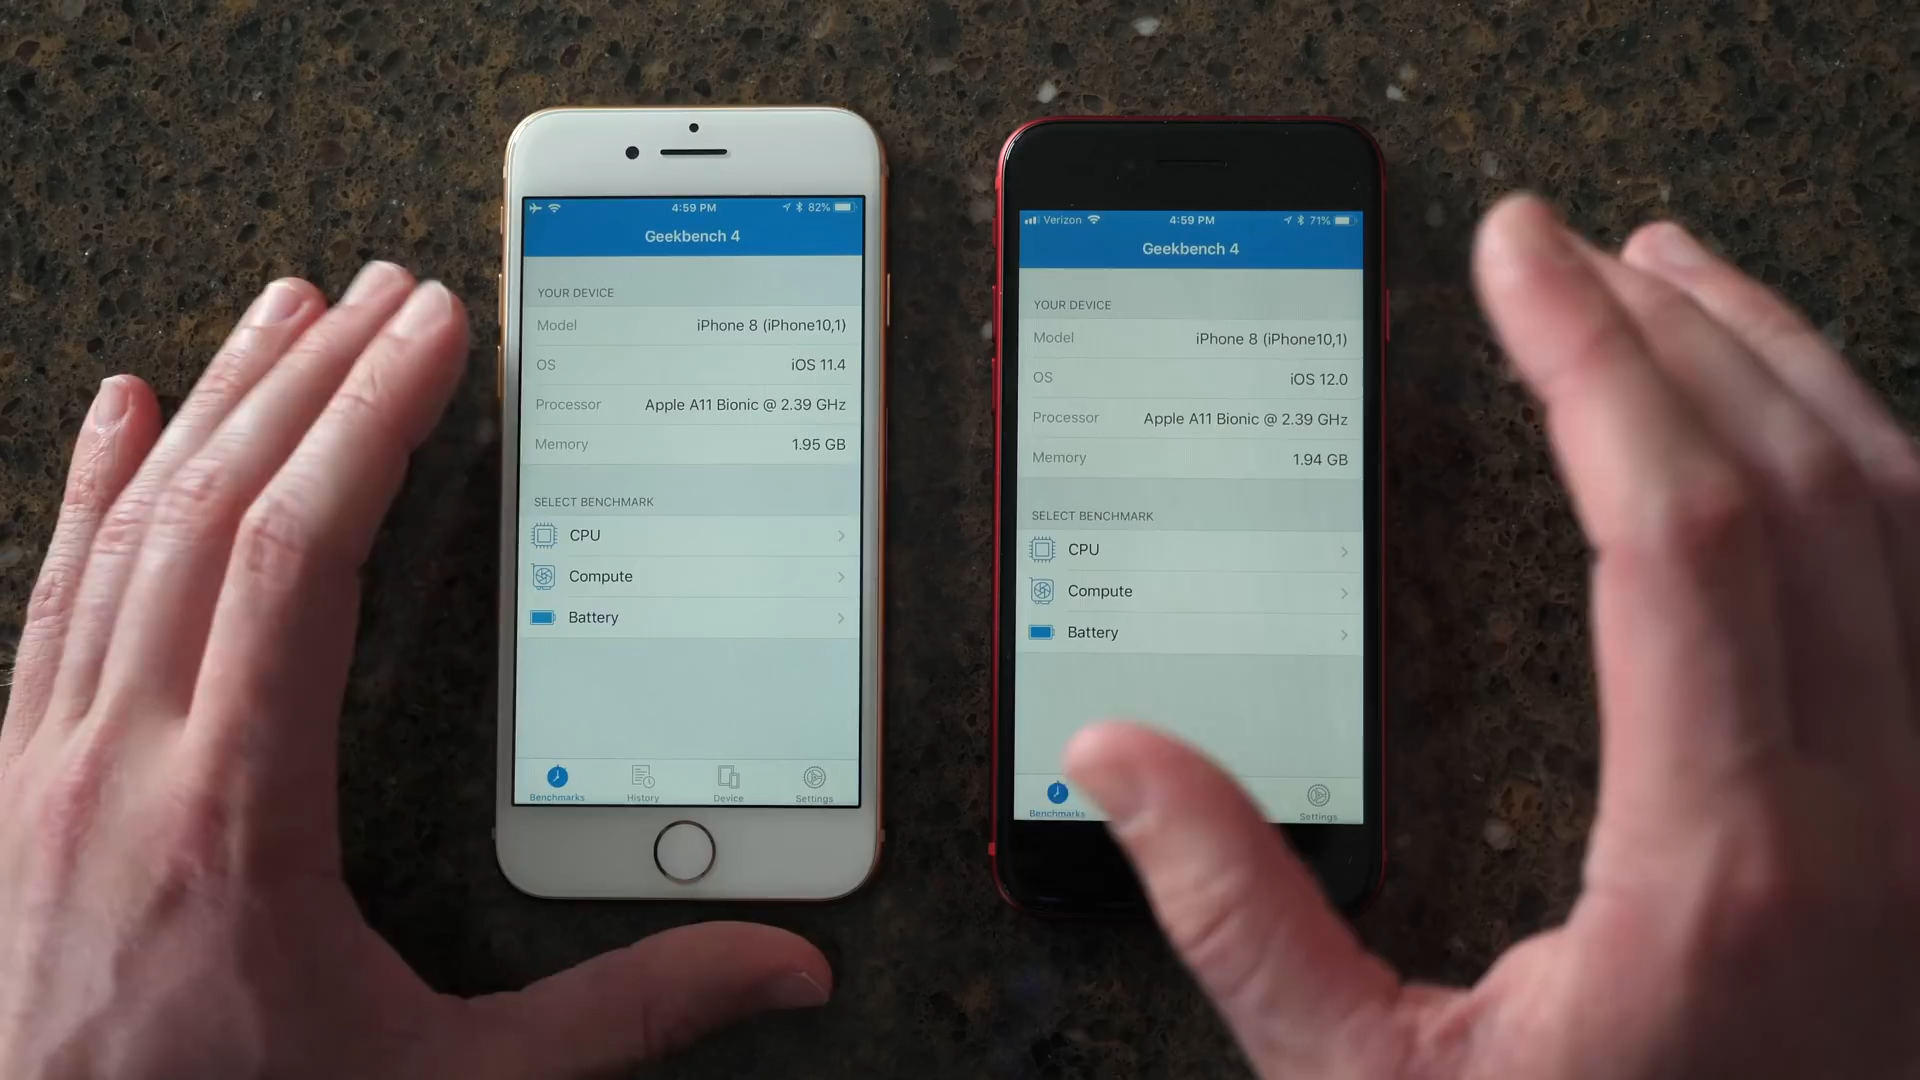 4:59 PM 82%
Geekbench 4
YOUR DEVICE
Model iPhone 8 (iPhone10,1)
OS iOS 11.4
Processor Apple A11 Bionic @ 2.39 GHz
Memory 1.95 GB
SELECT BENCHMARK
CPU
Compute
Battery
Benchmarks History Device Settings
Verizon 4:59 PM 71%
Geekbench 4
YOUR DEVICE
Model iPhone 8 (iPhone10,1)
OS iOS 12.0
Processor Apple A11 Bionic @ 2.39 GHz
Memory 1.94 GB
SELECT BENCHMARK
CPU
Compute
Battery
Benchmarks Settings